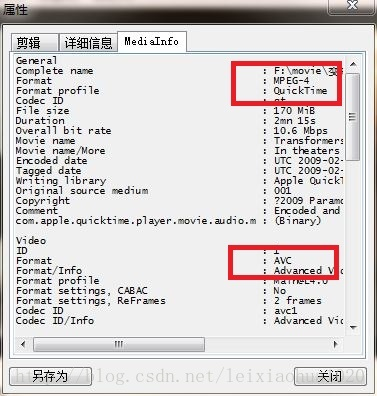 属性
剪辑 详细信息 MediaInfo
General
Complete name : F:\movie\
Format : MPEG-4
Format profile : QuickTime
Codec ID : qt
File size : 170 MiB
Duration : 2mn 15s
Overall bit rate : 10.6 Mbps
Movie name : Transformers
Movie name/More : In theaters
Encoded date : UTC 2009-02-
Tagged date : UTC 2009-02-
Writing library : Apple QuickT
Original source medium : 001
Copyright : ?2009 Paramo
Comment : Encoded and
com.apple.quicktime.player.movie.audio.m : (Binary)
Video
ID : 1
Format : AVC
Format/Info : Advanced Vid
Format profile : Main@L4.0
Format settings, CABAC : No
Format settings, ReFrames : 2 frames
Codec ID : avc1
Codec ID/Info : Advanced Vid
另存为 关闭
http://blog.csdn.net/leixiaohua1020